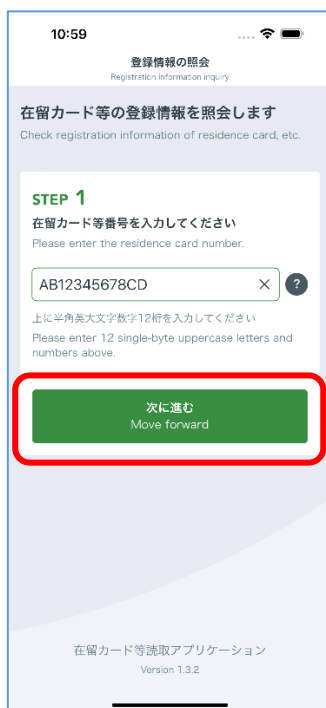 10:59
登録情報の照会
Registration information inquiry
在留カード等の登録情報を照会します
Check registration information of residence card, etc.
STEP 1
在留カード等番号を入力してください
Please enter the residence card number.
AB12345678CD
?
上に半角英大文字数字12桁を入力してください
Please enter 12 single-byte uppercase letters and
numbers above.
次に進む
Move forward
在留カード等読取アプリケーション
Version 1.3.2